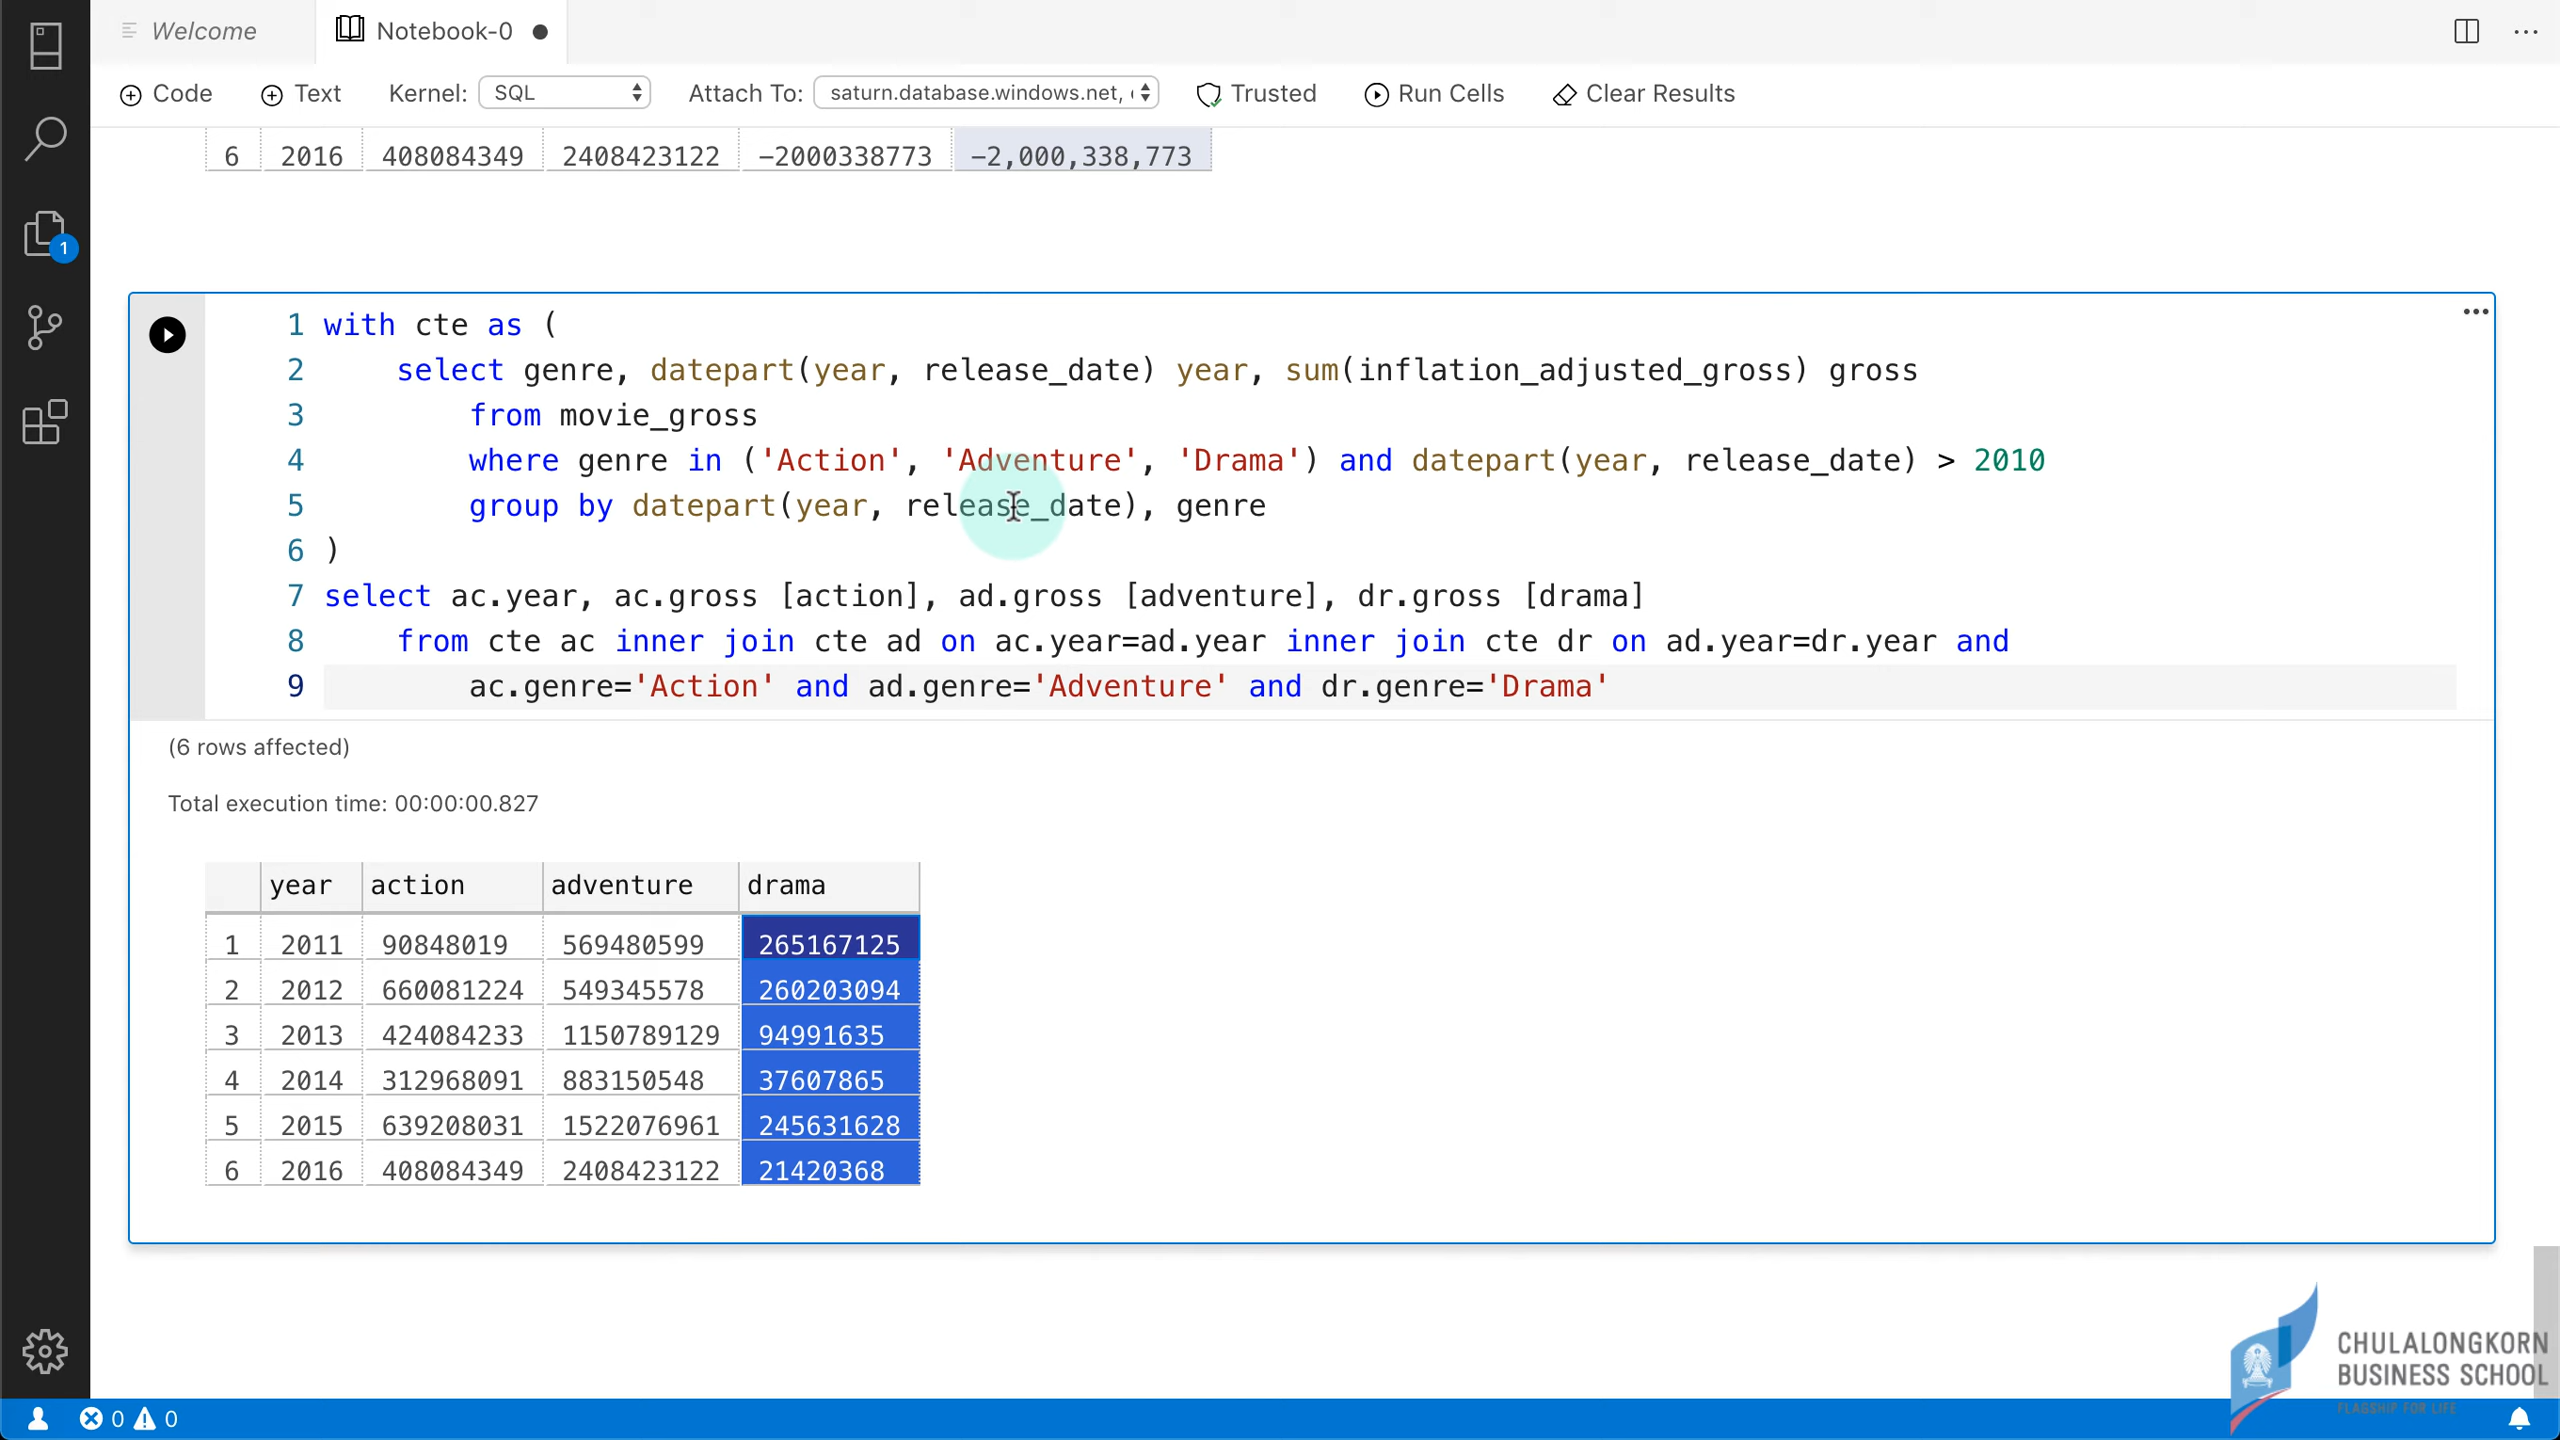 Welcome
Notebook-0
Code Text Kernel: SQL Attach To: saturn.database.windows.net, Trusted Run Cells Clear Results
6 2016 408084349 2408423122 −2000338773 −2,000,338,773
1
1 with cte as (
2 select genre, datepart(year, release_date) year, sum(inflation_adjusted_gross) gross
3 from movie_gross
4 where genre in ('Action', 'Adventure', 'Drama') and datepart(year, release_date) > 2010
5 group by datepart(year, release_date), genre
6 )
7 select ac.year, ac.gross [action], ad.gross [adventure], dr.gross [drama]
8 from cte ac inner join cte ad on ac.year=ad.year inner join cte dr on ad.year=dr.year and
9 ac.genre='Action' and ad.genre='Adventure' and dr.genre='Drama'
(6 rows affected)
Total execution time: 00:00:00.827
year action adventure drama
1 2011 90848019 569480599 265167125
2 2012 660081224 549345578 260203094
3 2013 424084233 1150789129 94991635
4 2014 312968091 883150548 37607865
5 2015 639208031 1522076961 245631628
6 2016 408084349 2408423122 21420368
CHULALONGKORN
BUSINESS SCHOOL
FLAGSHIP FOR LIFE
0 0